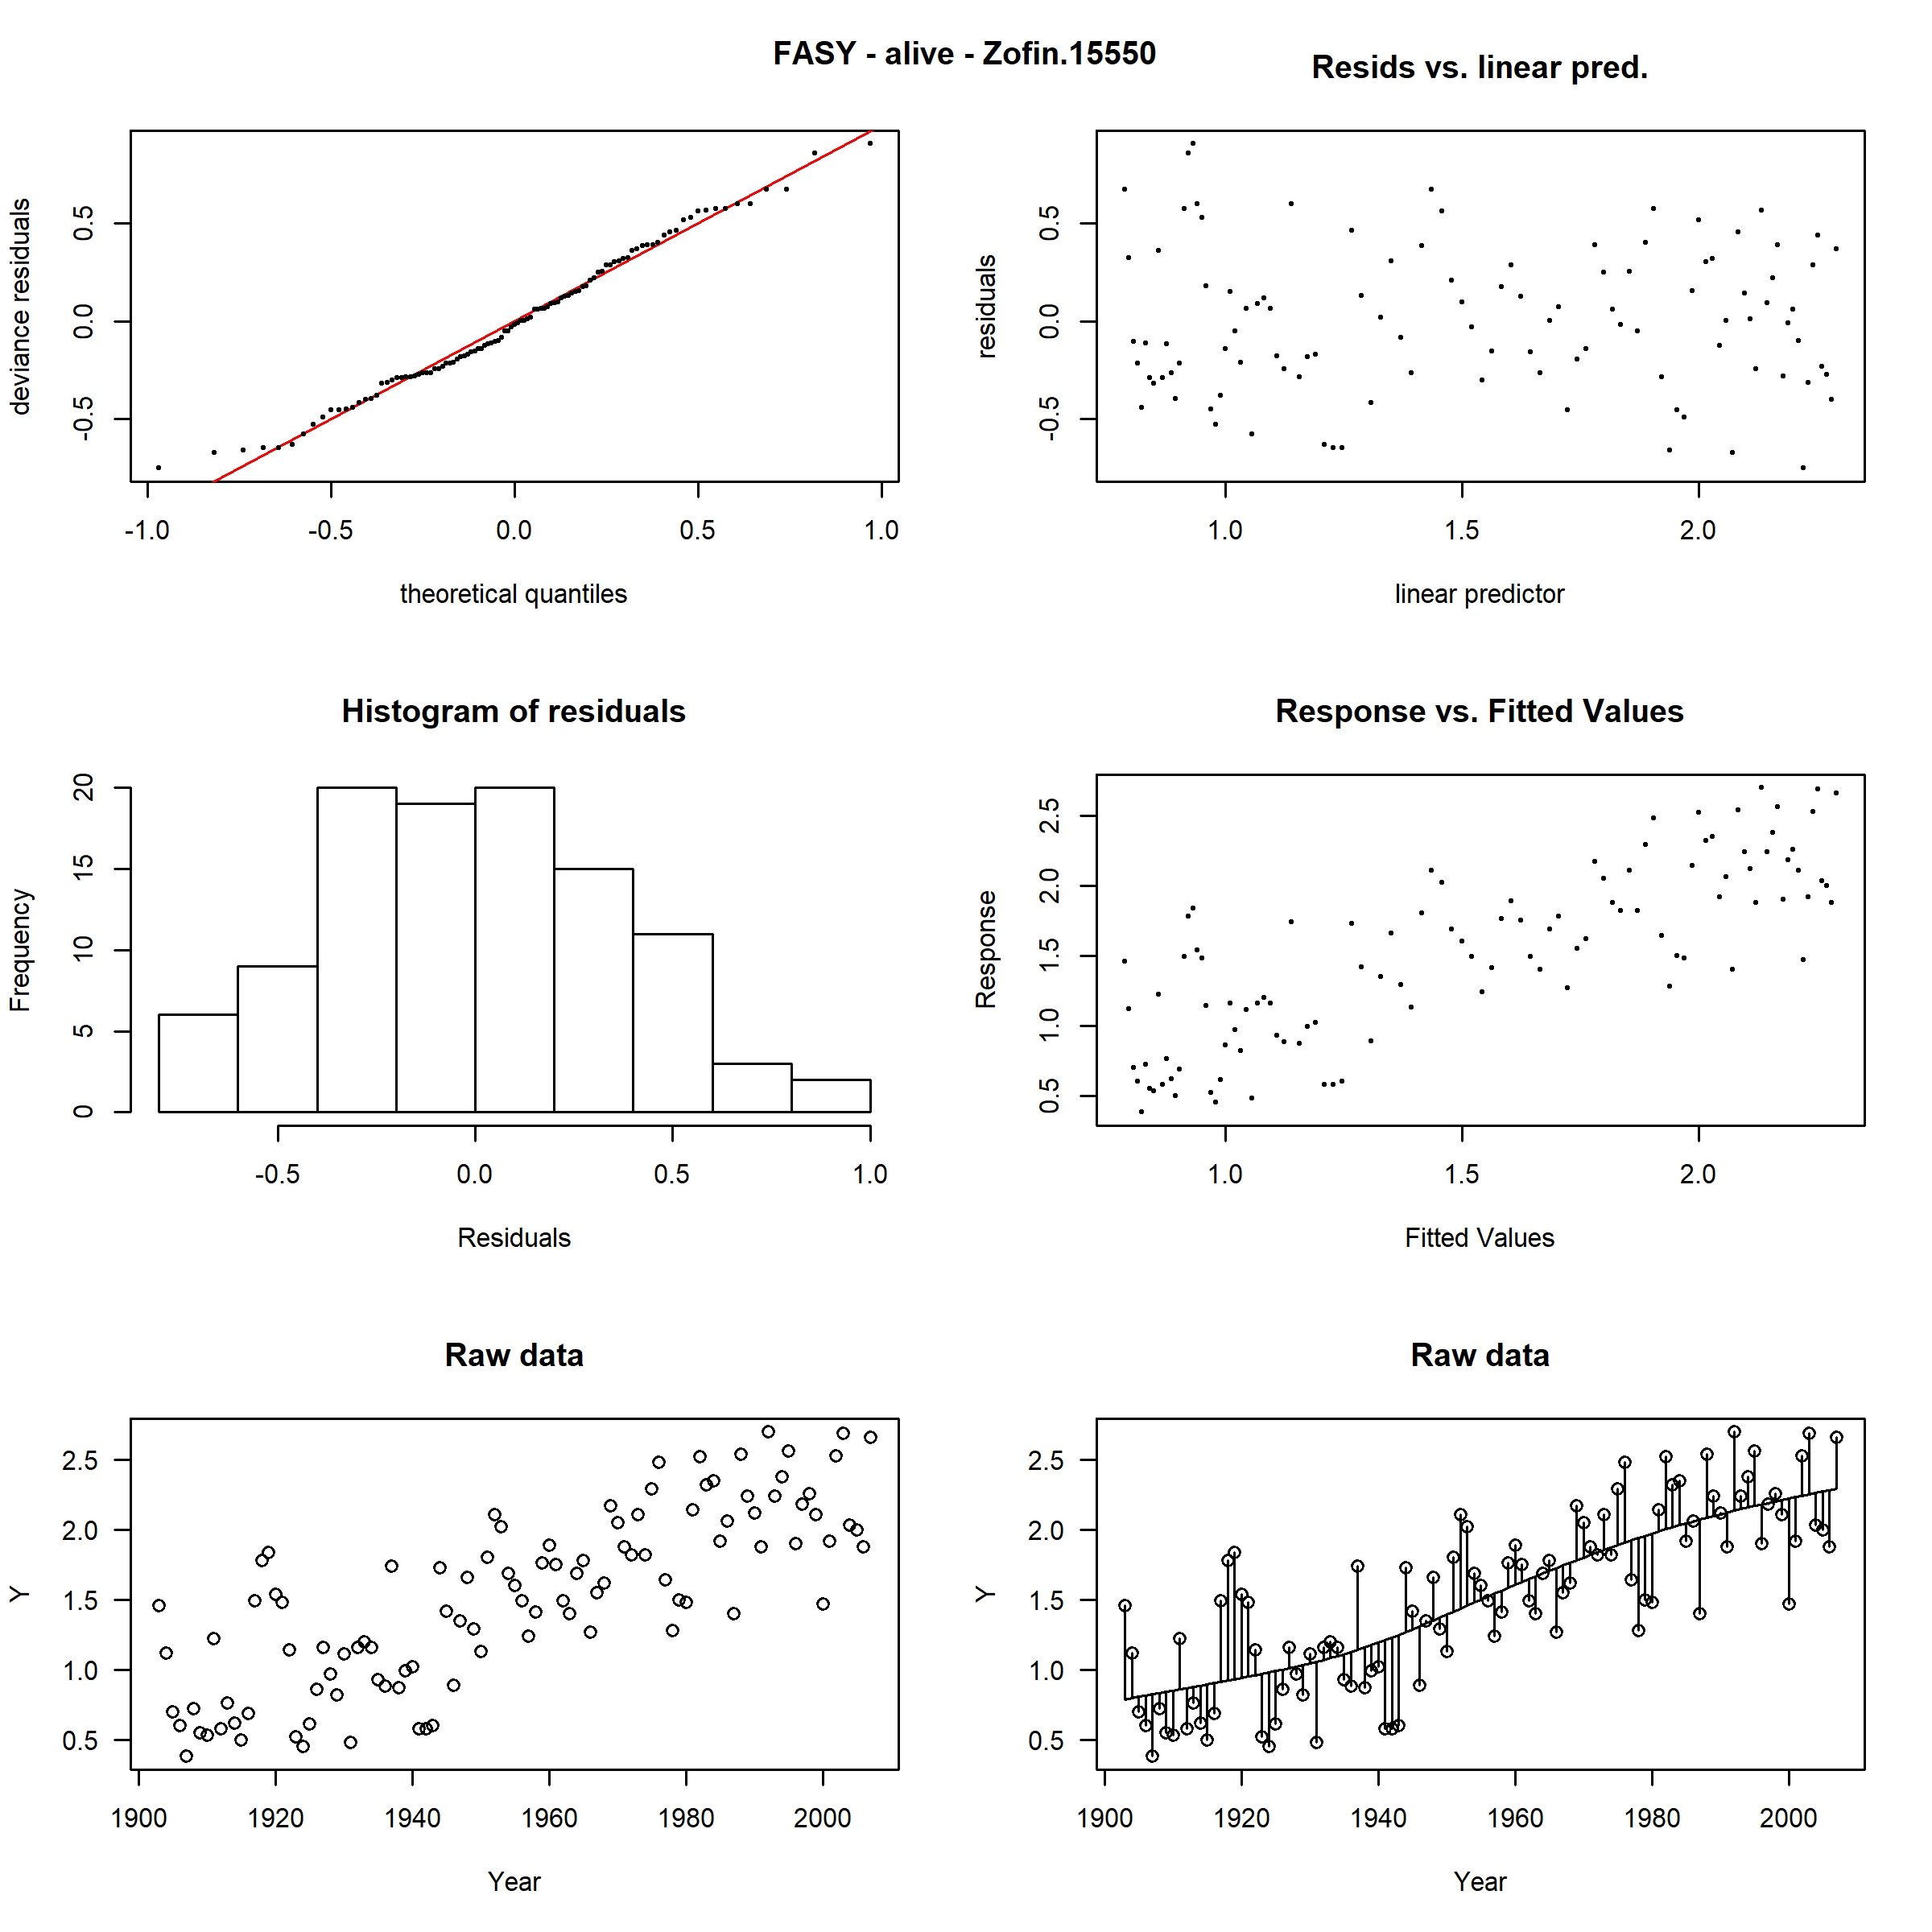 FASY - alive - Zofin.15550
Resids vs. linear pred.
deviance residuals
-0.5 0.0 0.5
-1.0 -0.5 0.0 0.5 1.0
theoretical quantiles
residuals
-0.5 0.0 0.5
1.0 1.5 2.0
linear predictor
Histogram of residuals
Frequency
0 5 10 15 20
-0.5 0.0 0.5 1.0
Residuals
Response vs. Fitted Values
Response
0.5 1.0 1.5 2.0 2.5
1.0 1.5 2.0
Fitted Values
Raw data
Y
0.5 1.0 1.5 2.0 2.5
1900 1920 1940 1960 1980 2000
Year
Raw data
Y
0.5 1.0 1.5 2.0 2.5
1900 1920 1940 1960 1980 2000
Year